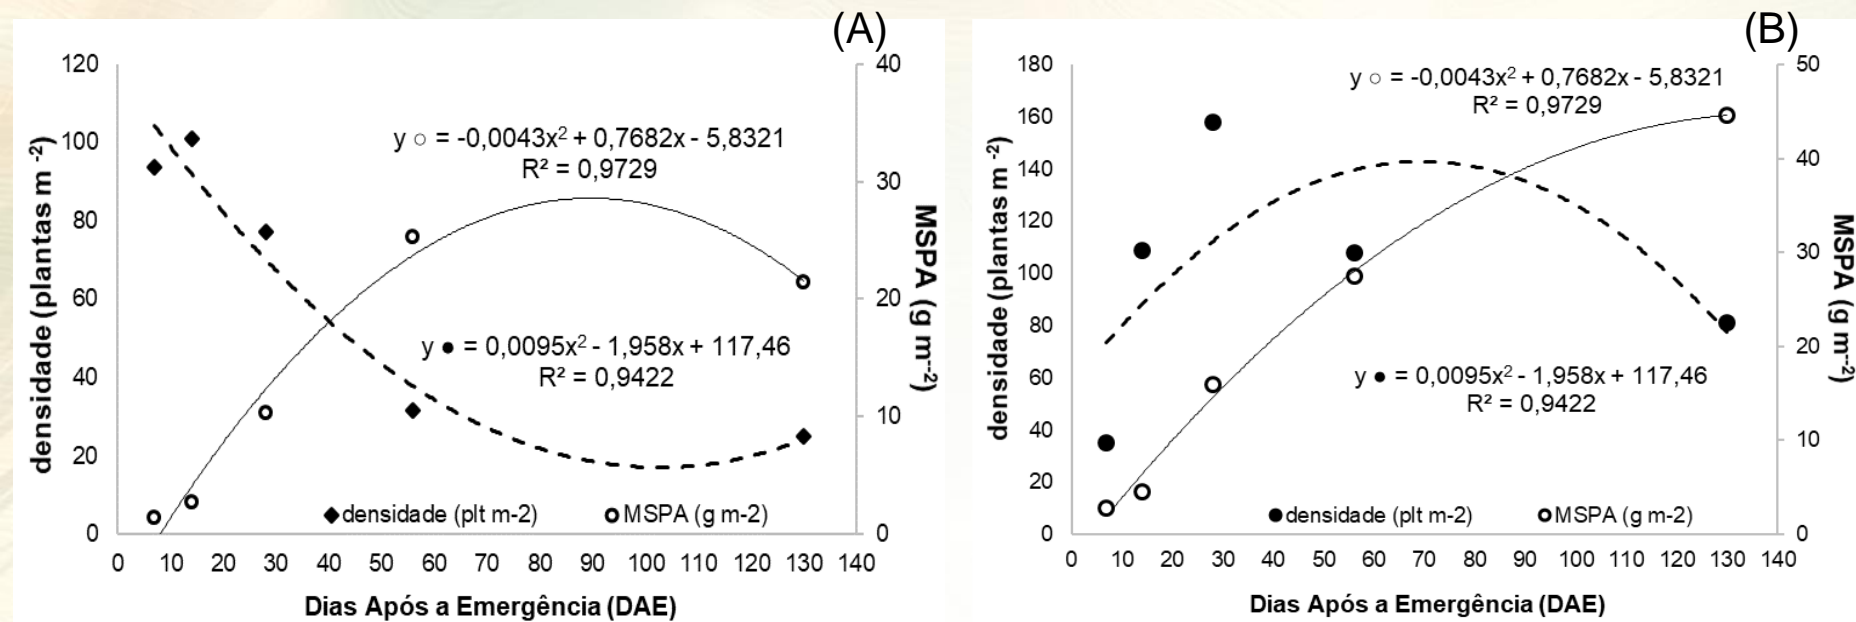 (A)
120
100
80
60
40
20
0
densidade (plantas m -2)
40
30
20
10
0
MSPA (g m--2)
y ○ = -0,0043x² + 0,7682x - 5,8321
R² = 0,9729
y ● = 0,0095x² - 1,958x + 117,46
R² = 0,9422
◆densidade (plt m-2) ○MSPA (g m-2)
0 10 20 30 40 50 60 70 80 90 100 110 120 130 140
Dias Após a Emergência (DAE)
(B)
180
160
140
120
100
80
60
40
20
0
densidade (plantas m -2)
50
40
30
20
10
0
MSPA (g m--2)
y ○ = -0,0043x² + 0,7682x - 5,8321
R² = 0,9729
y ● = 0,0095x² - 1,958x + 117,46
R² = 0,9422
●densidade (plt m-2) ○MSPA (g m-2)
0 10 20 30 40 50 60 70 80 90 100 110 120 130 140
Dias Após a Emergência (DAE)